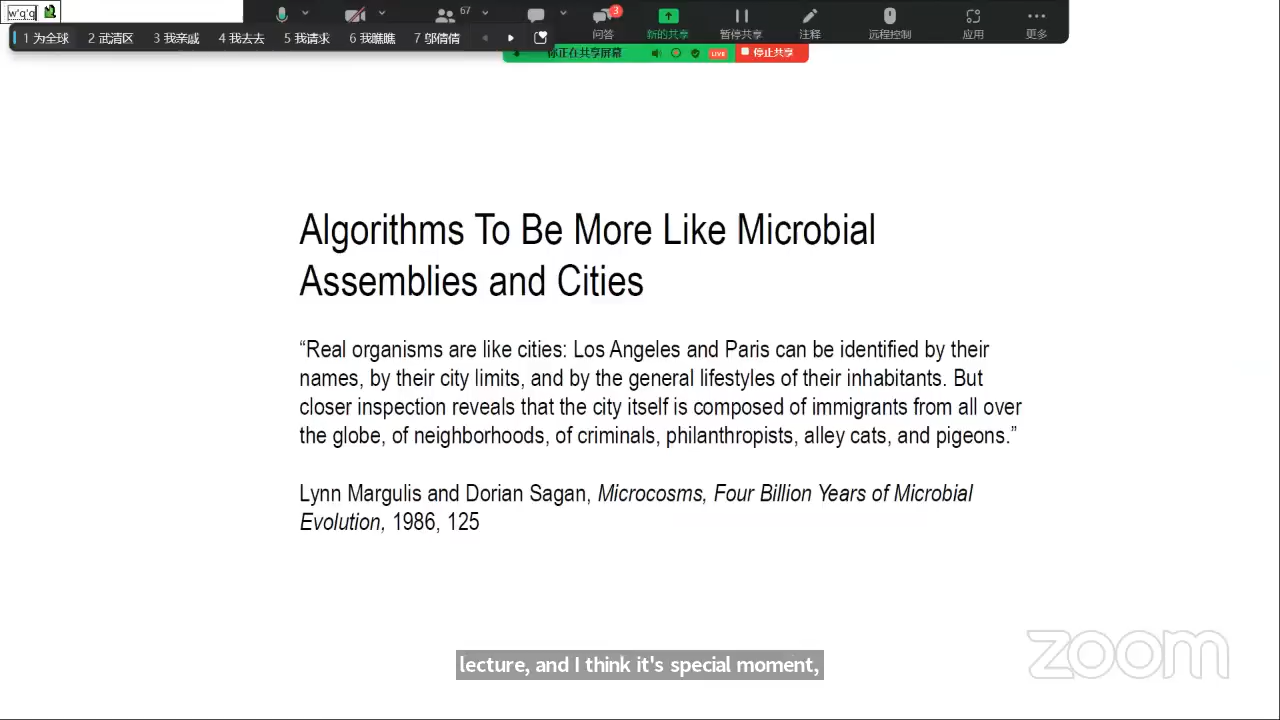 w'q'q
67
3
问答
新的共享
暂停共享
注释
远程控制
应用
更多
1 为全球 2 武清区 3 我亲戚 4 我去去 5 我请求 6 我瞧瞧 7 邬倩倩
你正在共享屏幕 LIVE 停止共享
Algorithms To Be More Like Microbial
Assemblies and Cities
“Real organisms are like cities: Los Angeles and Paris can be identified by their
names, by their city limits, and by the general lifestyles of their inhabitants. But
closer inspection reveals that the city itself is composed of immigrants from all over
the globe, of neighborhoods, of criminals, philanthropists, alley cats, and pigeons.”
Lynn Margulis and Dorian Sagan, Microcosms, Four Billion Years of Microbial
Evolution, 1986, 125
lecture, and I think it's special moment,
zoom